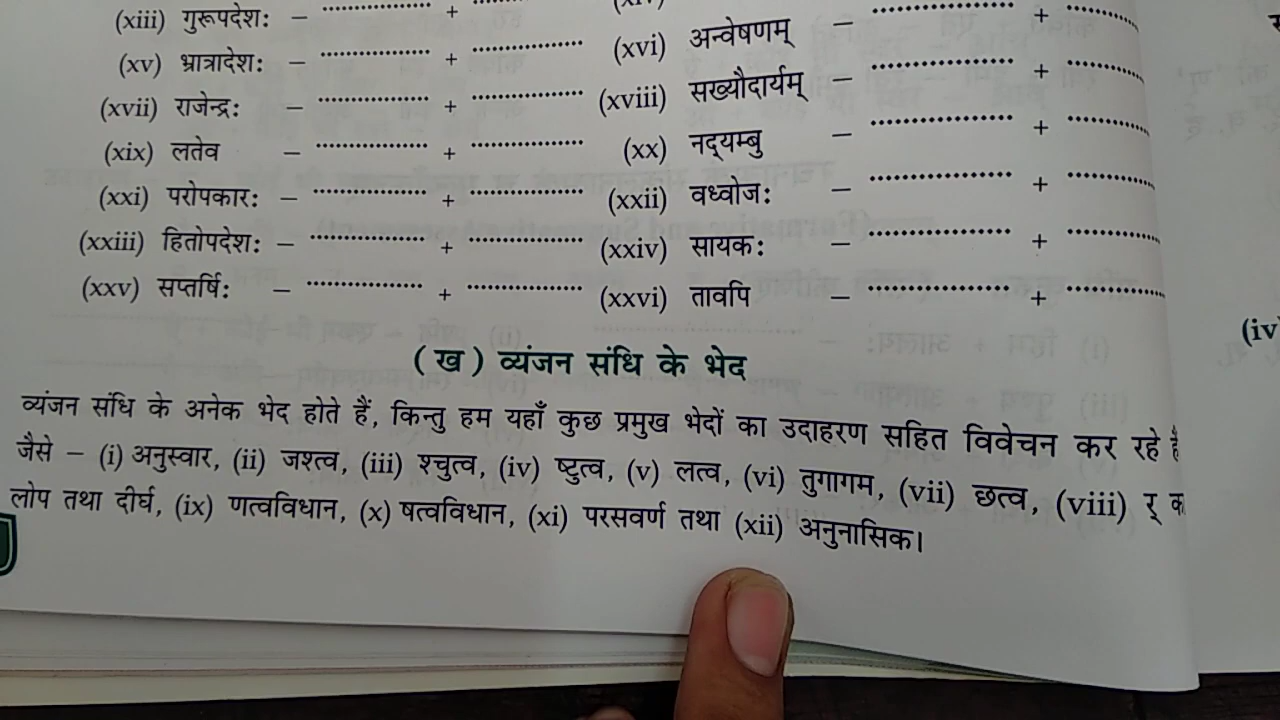 (xiii) गुरूपदेशः – .................... + ....................
(xv) भ्रात्रादेशः – .................... + .................... (xvi) अन्वेषणम् – .................... + ....................
(xvii) राजेन्द्रः – .................... + .................... (xviii) सख्यौदार्यम् – .................... + ....................
(xix) लतेव – .................... + .................... (xx) नद्यम्बु – .................... + ....................
(xxi) परोपकारः – .................... + .................... (xxii) वध्वोजः – .................... + ....................
(xxiii) हितोपदेशः – .................... + .................... (xxiv) सायकः – .................... + ....................
(xxv) सप्तर्षिः – .................... + .................... (xxvi) तावपि – .................... + ....................
(ख) व्यंजन संधि के भेद
व्यंजन संधि के अनेक भेद होते हैं, किन्तु हम यहाँ कुछ प्रमुख भेदों का उदाहरण सहित विवेचन कर रहे
जैसे – (i) अनुस्वार, (ii) जश्त्व, (iii) श्चुत्व, (iv) ष्टुत्व, (v) लत्व, (vi) तुगागम, (vii) छत्व, (viii) र् का
लोप तथा दीर्घ, (ix) णत्वविधान, (x) षत्वविधान, (xi) परसवर्ण तथा (xii) अनुनासिक।
(iv)